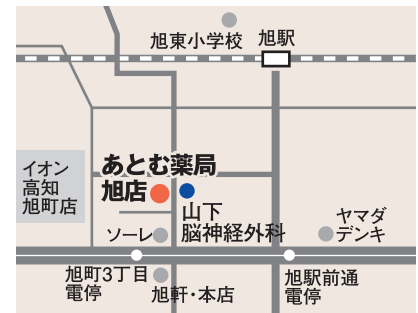 旭東小学校
旭駅
イオン
高知
旭町店
あとむ薬局
旭店
山下
脳神経外科
ソーレ
ヤマダ
デンキ
旭町3丁目
電停
旭軒・本店
旭駅前通
電停